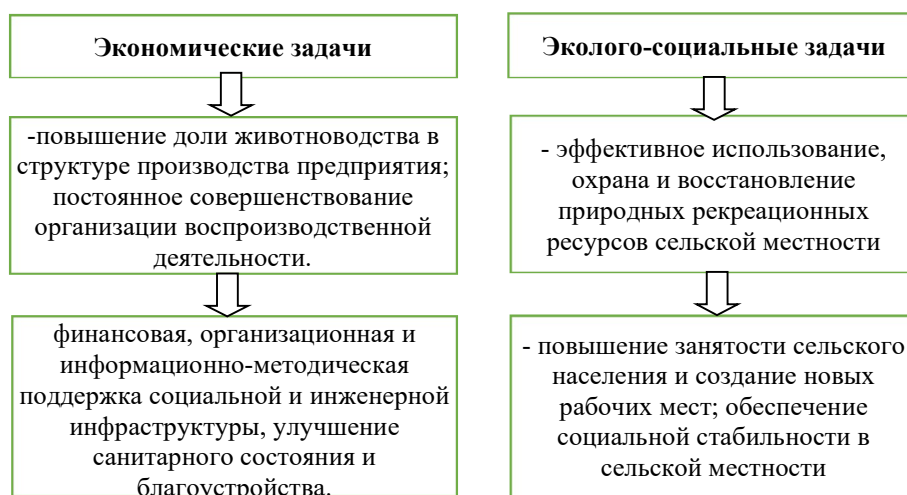 Экономические задачи
-повышение доли животноводства в
структуре производства предприятия;
постоянное совершенствование
организации воспроизводственной
деятельности.
финансовая, организационная и
информационно-методическая
поддержка социальной и инженерной
инфраструктуры, улучшение
санитарного состояния и
благоустройства.
Эколого-социальные задачи
- эффективное использование,
охрана и восстановление
природных рекреационных
ресурсов сельской местности
- повышение занятости сельского
населения и создание новых
рабочих мест; обеспечение
социальной стабильности в
сельской местности